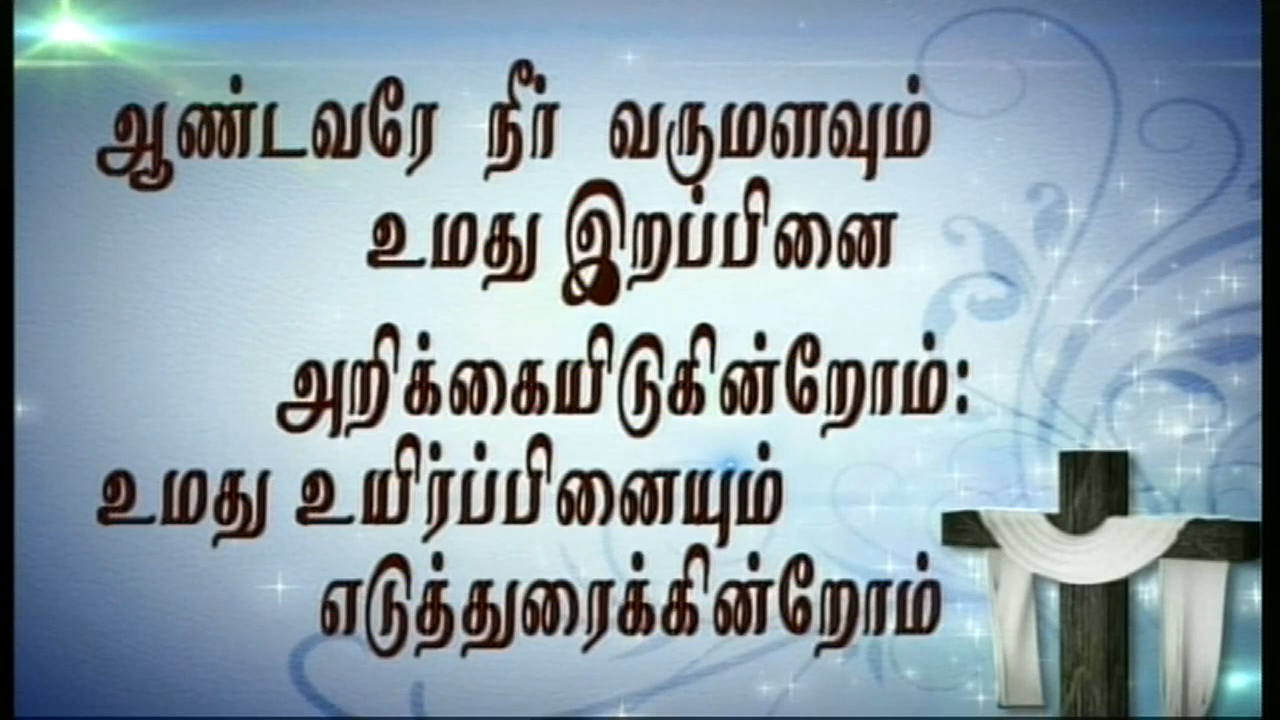 ஆண்டவரே நீர் வருமளவும்
உமது இறப்பினை
அறிக்கையிடுகின்றோம்:
உமது உயிர்ப்பினையும்
எடுத்துரைக்கின்றோம்